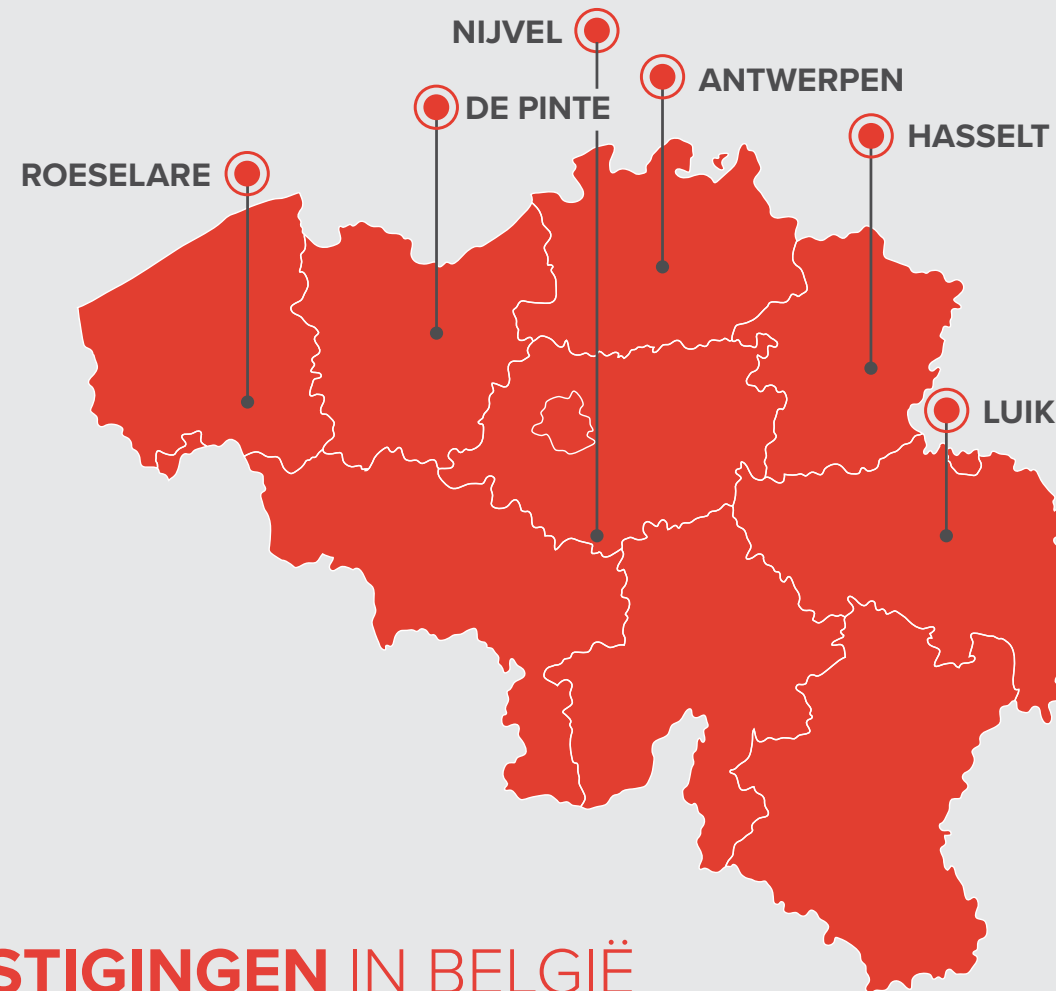 NIJVEL
ANTWERPEN
DE PINTE
HASSELT
ROESELARE
LUIK
STIGINGEN IN BELGIË